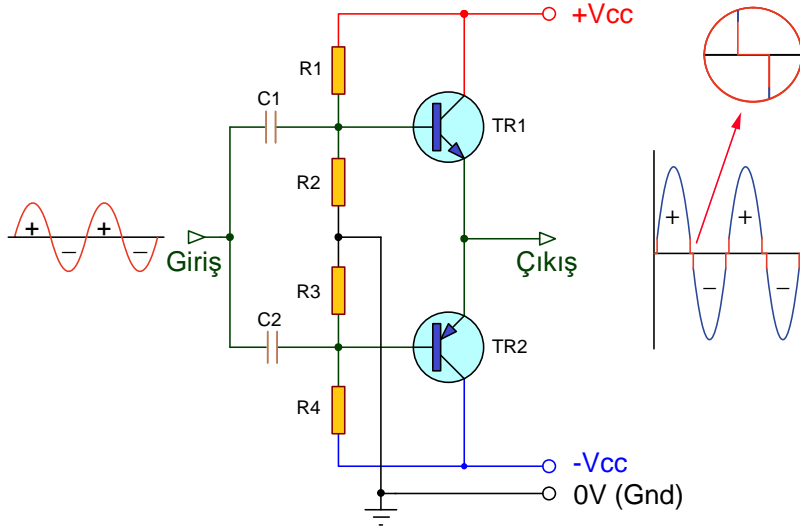 +Vcc
R1
C1
TR1
R2
+
+
+
+
−
−
Giriş
Çıkış
R3
−
−
C2
TR2
R4
-Vcc
0V (Gnd)